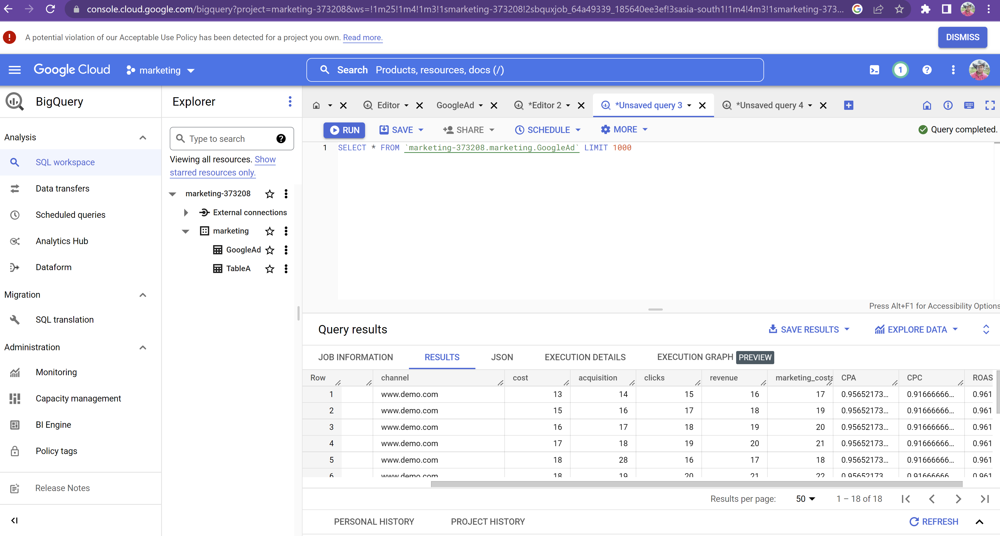 console.cloud.google.com/bigquery?project=marketing-373208&ws=!1m25!1m4!1m3!1smarketing-373208!2sbquxjob_64a49339_185640ee3ef!3sasia-south1!1m4!4m3!1smarketing-373...
! A potential violation of our Acceptable Use Policy has been detected for a project you own. Read more. DISMISS
Google Cloud marketing Search Products, resources, docs (/) 1 ?
BigQuery
Analysis
SQL workspace
Data transfers
Scheduled queries
Analytics Hub
Dataform
Migration
SQL translation
Administration
Monitoring
Capacity management
BI Engine
Policy tags
Release Notes
Explorer
Type to search ?
Viewing all resources. Show
starred resources only.
marketing-373208
External connections
marketing
GoogleAd
TableA
Editor GoogleAd *Editor 2 *Unsaved query 3 *Unsaved query 4
RUN SAVE SHARE SCHEDULE MORE Query completed.
1 SELECT * FROM `marketing-373208.marketing.GoogleAd` LIMIT 1000
Press Alt+F1 for Accessibility Options
Query results SAVE RESULTS EXPLORE DATA
JOB INFORMATION RESULTS JSON EXECUTION DETAILS EXECUTION GRAPH PREVIEW
Row channel cost acquisition clicks revenue marketing_costs CPA CPC ROAS
1 www.demo.com 13 14 15 16 17 0.95652173... 0.91666666... 0.961
2 www.demo.com 15 16 17 18 19 0.95652173... 0.91666666... 0.961
3 www.demo.com 16 17 18 19 20 0.95652173... 0.91666666... 0.961
4 www.demo.com 17 18 19 20 21 0.95652173... 0.91666666... 0.961
5 www.demo.com 18 28 16 17 18 0.95652173... 0.91666666... 0.961
6 www.demo.com 18 19 20 21 22 0.95652173 0.91666666 0.961
Results per page: 50 1 – 18 of 18
PERSONAL HISTORY PROJECT HISTORY REFRESH